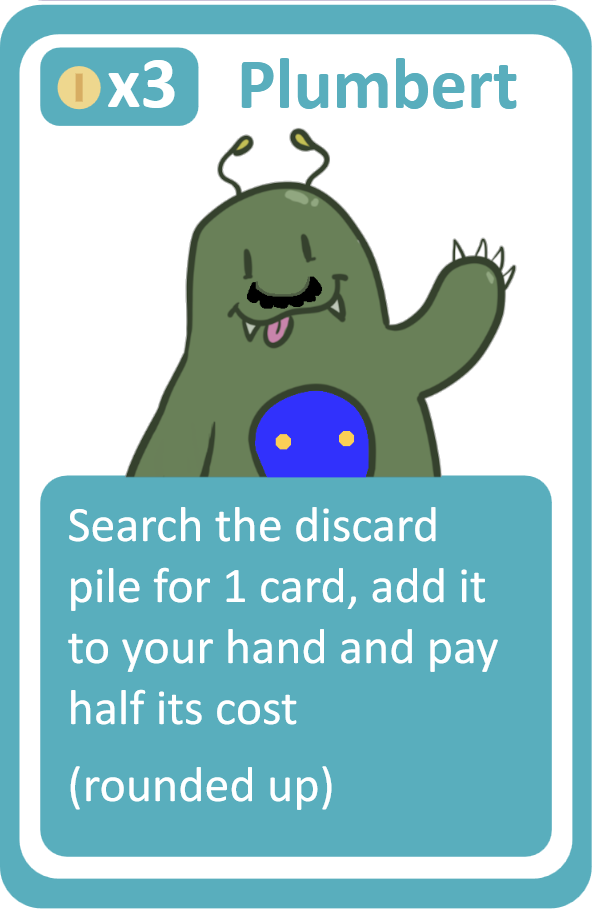 x3 Plumbert
Search the discard
pile for 1 card, add it
to your hand and pay
half its cost
(rounded up)